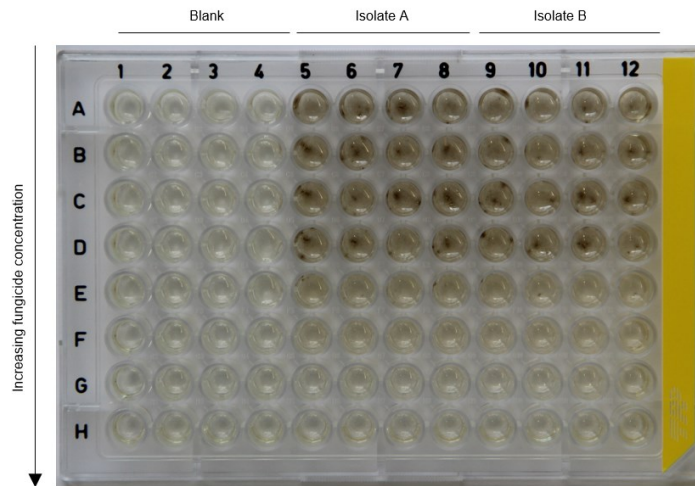 Blank Isolate A Isolate B
Increasing fungicide concentration
1 2 3 4 5 6 7 8 9 10 11 12
A
B
C
D
E
F
G
H